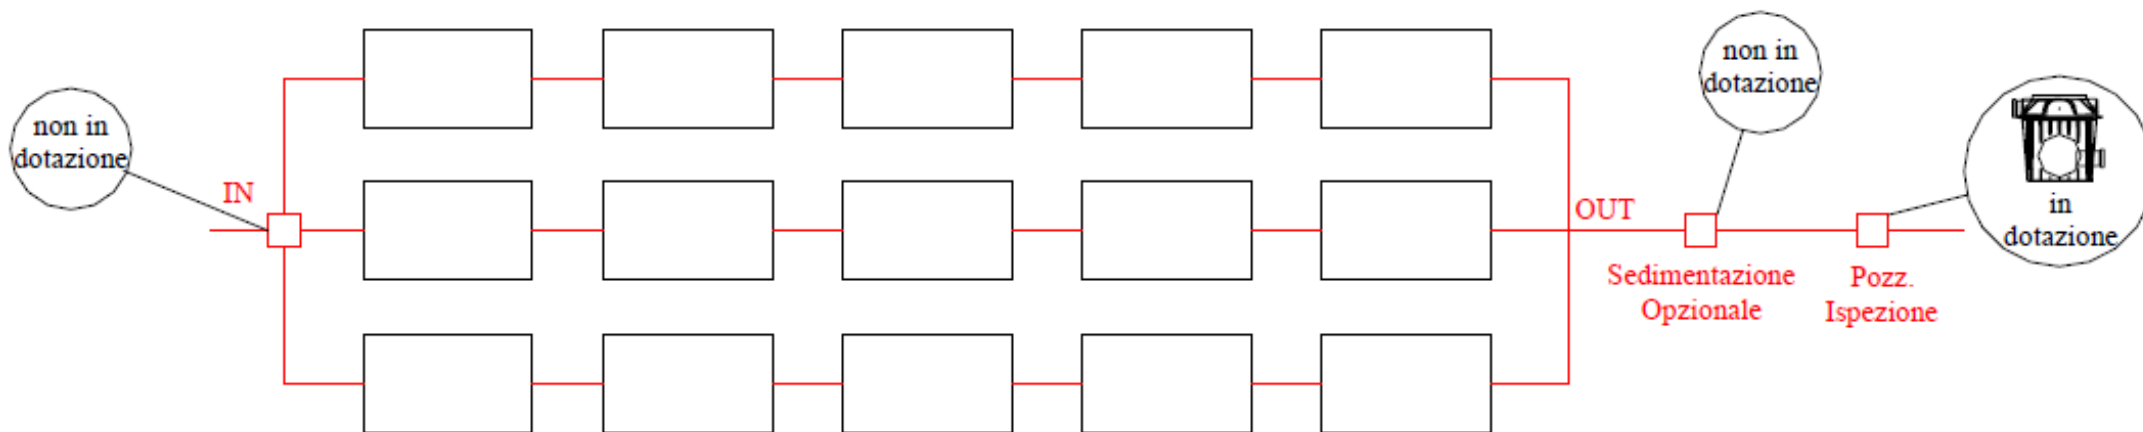 non in
dotazione
IN
OUT
non in
dotazione
Sedimentazione
Opzionale
Pozz.
Ispezione
in
dotazione